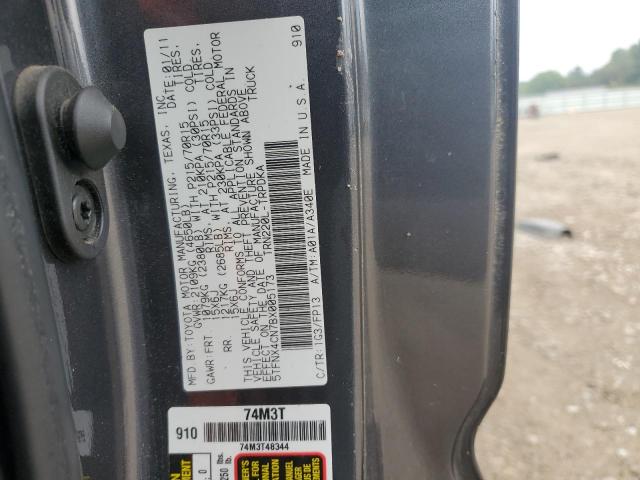 MFD.BY:TOYOTA MOTOR MANUFACTURING, TEXAS, INC.
GVWR 2109KG (4650LB) DATE:01/11
GAWR:FRT 1079KG (2380LB) WITH P215/70R15 TIRES,
15X6J RIMS, AT 210KPA (30PSI) COLD
RR 1217KG (2685LB) WITH P215/70R15 TIRES,
15X6J RIMS, AT 230KPA (33PSI) COLD
THIS VEHICLE CONFORMS TO ALL APPLICABLE FEDERAL MOTOR
VEHICLE SAFETY AND THEFT PREVENTION STANDARDS IN
EFFECT ON THE DATE OF MANUFACTURE SHOWN ABOVE.
5TFNX4CN7BX005173 TRUCK
TRN220L-TRPDKA
C/TR:1G3/FP13 A/TM:A01A/A340E MADE IN U.S.A. 910
74M3T
910
74M3T48344